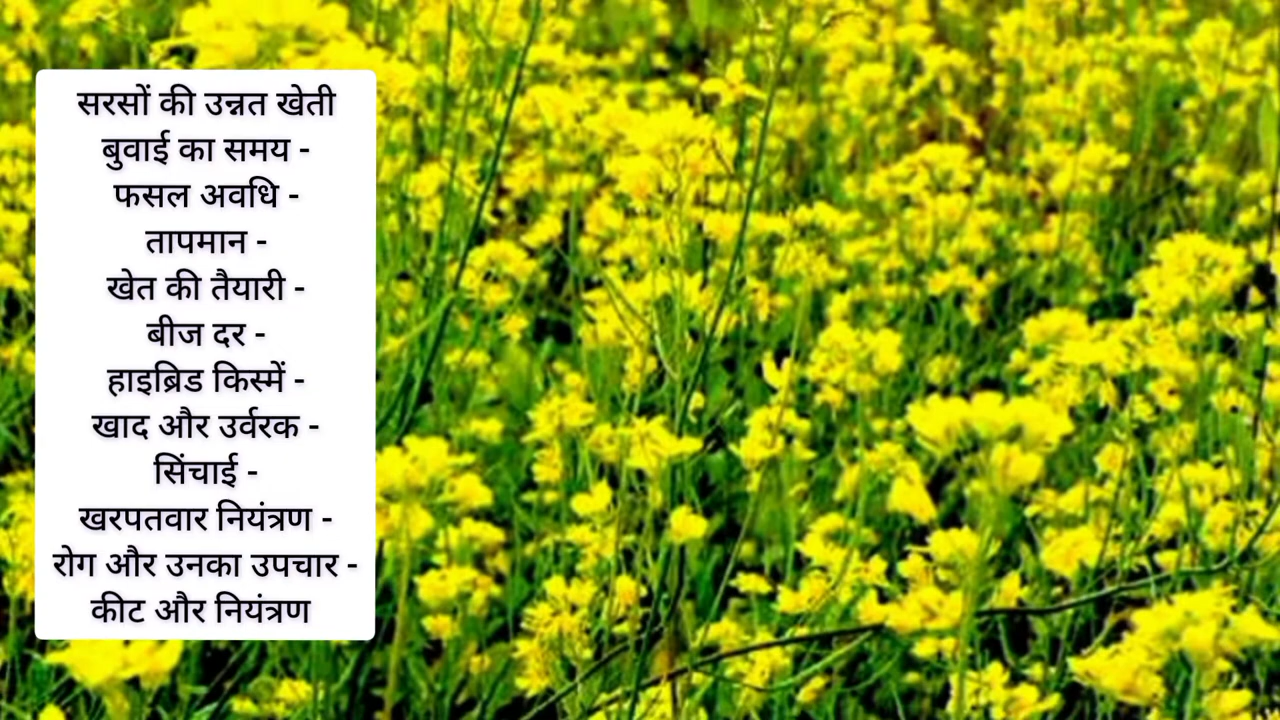 सरसों की उन्नत खेती
बुवाई का समय -
फसल अवधि -
तापमान -
खेत की तैयारी -
बीज दर -
हाइब्रिड किस्में -
खाद और उर्वरक -
सिंचाई -
खरपतवार नियंत्रण -
रोग और उनका उपचार -
कीट और नियंत्रण